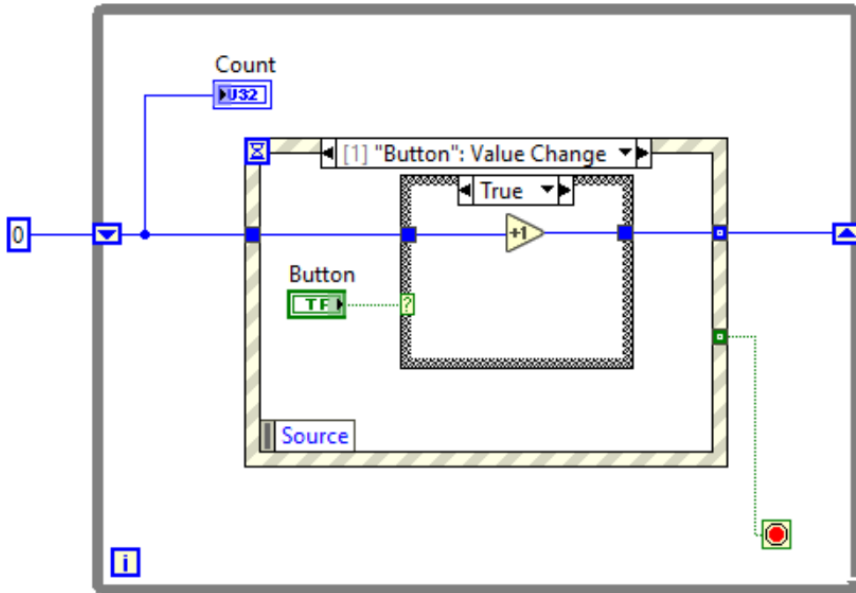 Count
U32
[1] "Button": Value Change
True
0
+1
Button
TF
?
Source
i